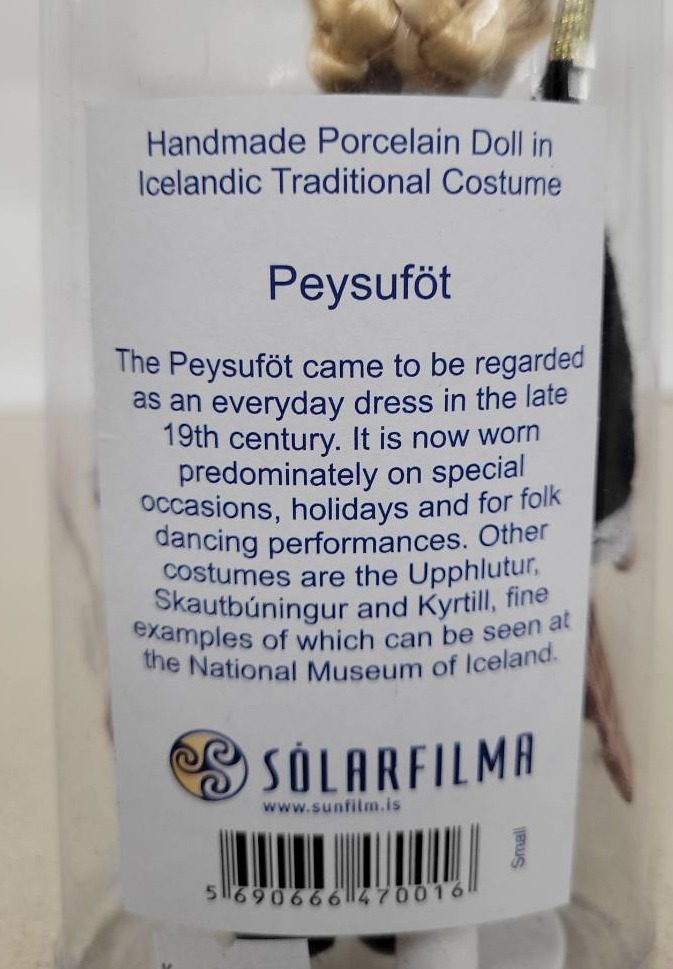 Handmade Porcelain Doll in
Icelandic Traditional Costume
Peysuföt
The Peysuföt came to be regarded
as an everyday dress in the late
19th century. It is now worn
predominately on special
occasions, holidays and for folk
dancing performances. Other
costumes are the Upphlutur,
Skautbúningur and Kyrtill, fine
examples of which can be seen at
the National Museum of Iceland.
SÓLARFILMA
www.sunfilm.is
Small
5 690666 470016